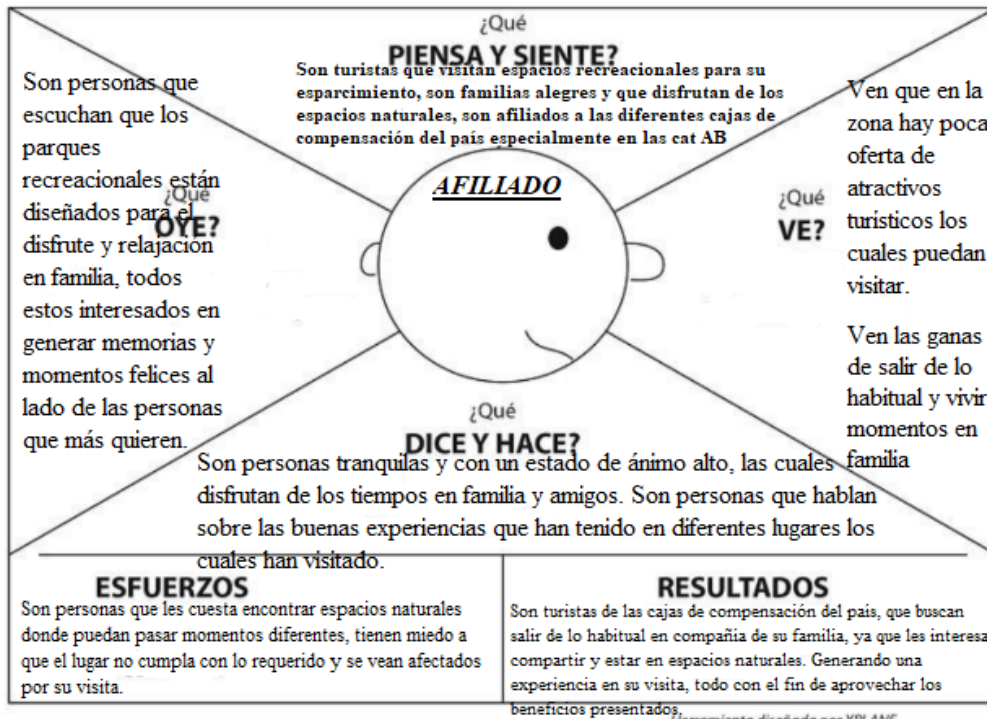 ¿Qué
PIENSA Y SIENTE?
Son turistas que visitan espacios recreacionales para su
esparcimiento, son familias alegres y que disfrutan de los
espacios naturales, son afiliados a las diferentes cajas de
compensación del país especialmente en las cat AB
AFILIADO
¿Qué
OYE?
Son personas que
escuchan que los
parques
recreacionales están
diseñados para el
disfrute y relajación
en familia, todos
estos interesados en
generar memorias y
momentos felices al
lado de las personas
que más quieren.
¿Qué
VE?
Ven que en la
zona hay poca
oferta de
atractivos
turísticos los
cuales puedan
visitar.
Ven las ganas
de salir de lo
habitual y vivir
momentos en
familia
¿Qué
DICE Y HACE?
Son personas tranquilas y con un estado de ánimo alto, las cuales
disfrutan de los tiempos en familia y amigos. Son personas que hablan
sobre las buenas experiencias que han tenido en diferentes lugares los
cuales han visitado.
ESFUERZOS
Son personas que les cuesta encontrar espacios naturales
donde puedan pasar momentos diferentes, tienen miedo a
que el lugar no cumpla con lo requerido y se vean afectados
por su visita.
RESULTADOS
Son turistas de las cajas de compensación del país, que buscan
salir de lo habitual en compañia de su familia, ya que les interesa
compartir y estar en espacios naturales. Generando una
experiencia en su visita, todo con el fin de aprovechar los
beneficios presentados.
diseñado por XPLANE